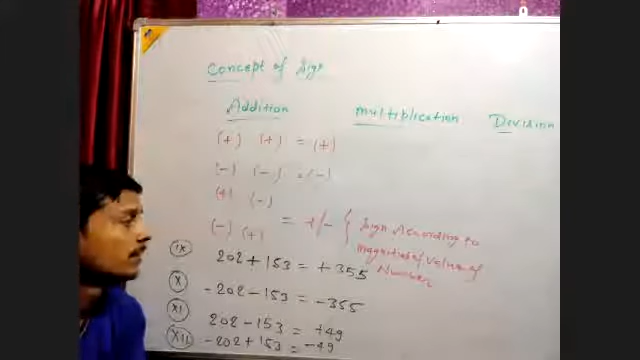 Concept of Sign
Addition
multiplication
Division
(+) (+) = (+)
(-) (-) = (-)
(+) (-)
(-) (+)
= +/- { Sign According to
magnitude/Value of
Number
IX 202 + 153 = +355
X -202 - 153 = -355
XI 202 - 153 = +49
XII -202 + 153 = -49